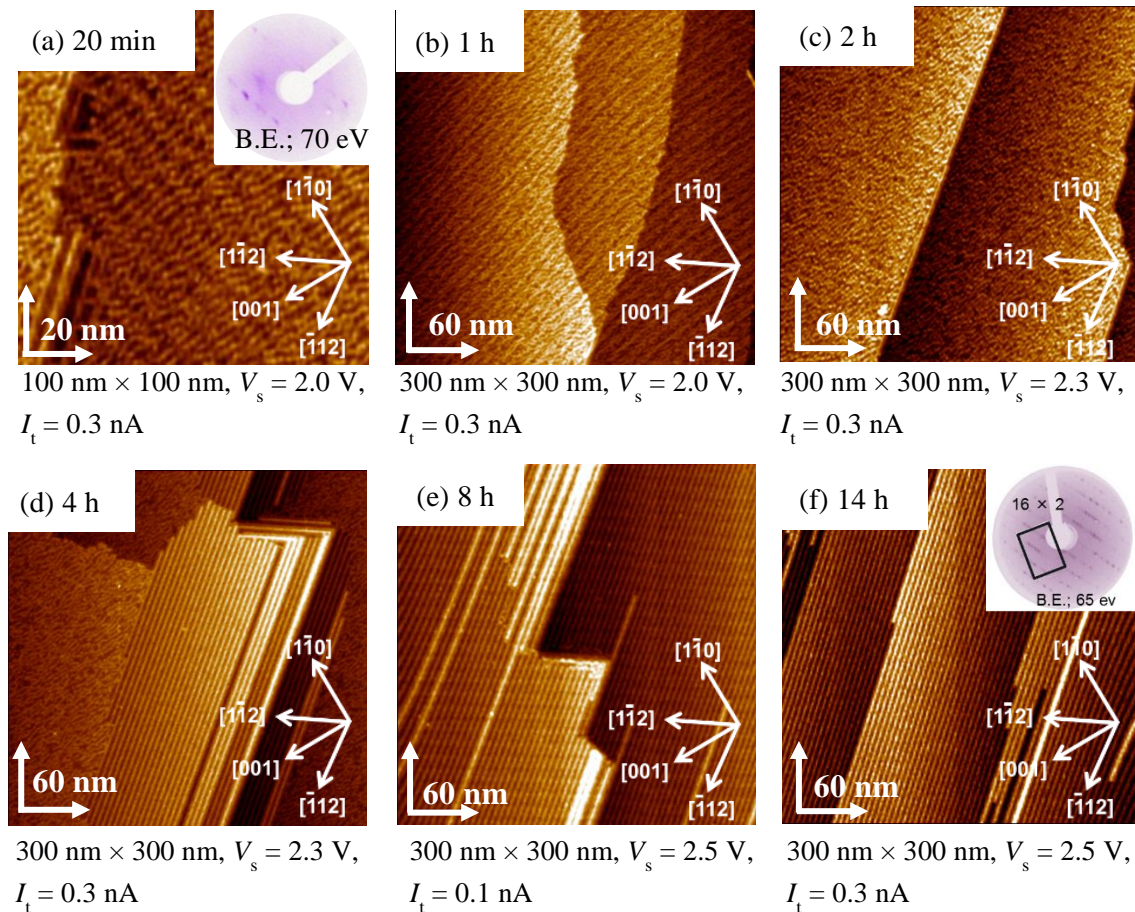 (a) 20 min
B.E.; 70 eV
[11̄0]
[11̄2]
[001]
[1̄12]
20 nm
100 nm × 100 nm, Vs = 2.0 V,
It = 0.3 nA
(b) 1 h
[11̄0]
[11̄2]
[001]
[1̄12]
60 nm
300 nm × 300 nm, Vs = 2.0 V,
It = 0.3 nA
(c) 2 h
[11̄0]
[11̄2]
[001]
[1̄12]
60 nm
300 nm × 300 nm, Vs = 2.3 V,
It = 0.3 nA
(d) 4 h
[11̄0]
[11̄2]
[001]
[1̄12]
60 nm
300 nm × 300 nm, Vs = 2.3 V,
It = 0.3 nA
(e) 8 h
[11̄0]
[11̄2]
[001]
[1̄12]
60 nm
300 nm × 300 nm, Vs = 2.5 V,
It = 0.1 nA
(f) 14 h
16 × 2
B.E.; 65 ev
[11̄0]
[11̄2]
[001]
[1̄12]
60 nm
300 nm × 300 nm, Vs = 2.5 V,
It = 0.3 nA